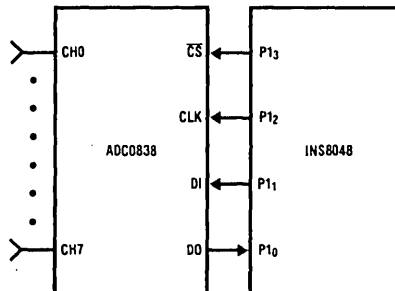 CH0 CS P1₃
CLK P1₂
ADC0838 INS8048
DI P1₁
CH7 DO P1₀